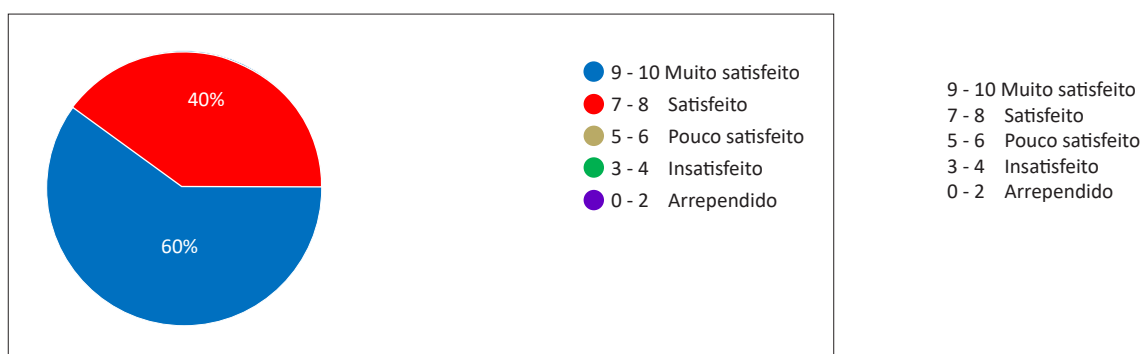 40%
60%
9 - 10 Muito satisfeito
7 - 8 Satisfeito
5 - 6 Pouco satisfeito
3 - 4 Insatisfeito
0 - 2 Arrependido
9 - 10 Muito satisfeito
7 - 8 Satisfeito
5 - 6 Pouco satisfeito
3 - 4 Insatisfeito
0 - 2 Arrependido